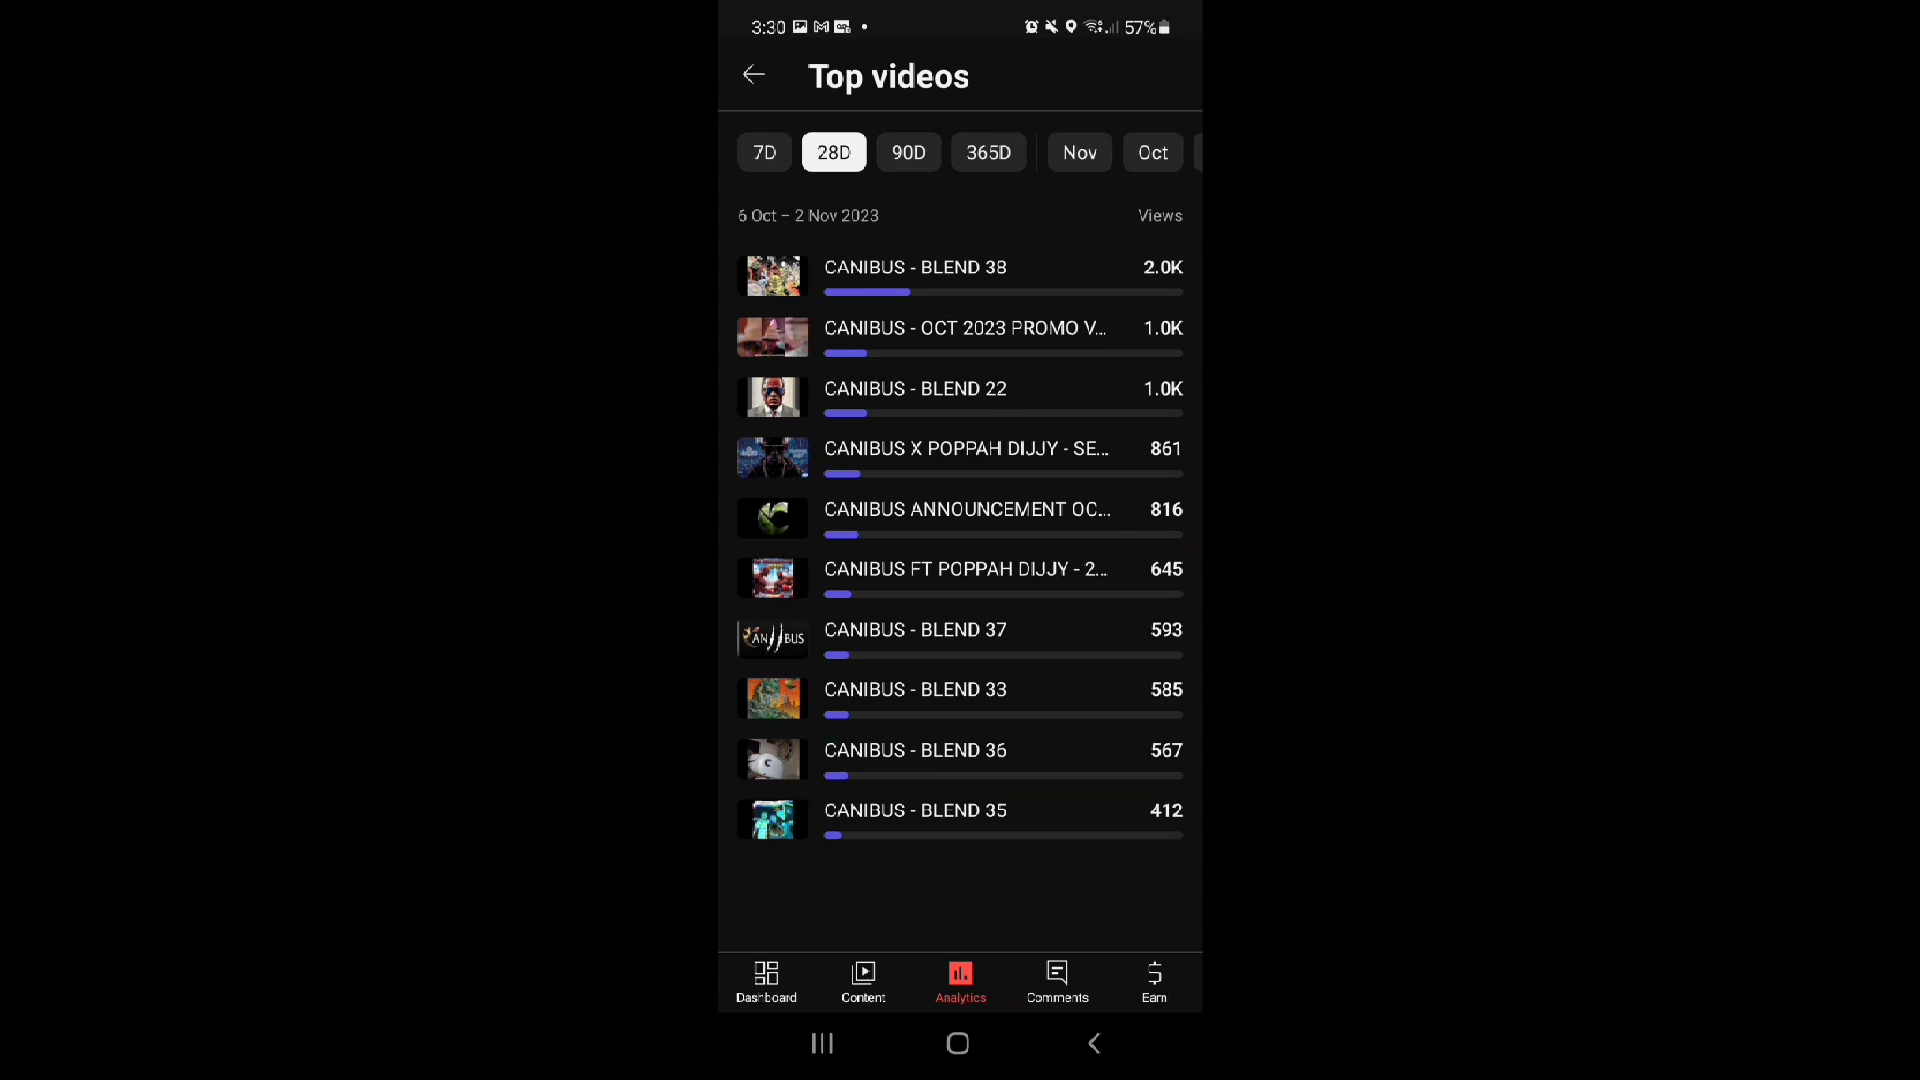 3:30 57%
Top videos
7D 28D 90D 365D Nov Oct
6 Oct – 2 Nov 2023 Views
CANIBUS - BLEND 38 2.0K
CANIBUS - OCT 2023 PROMO V... 1.0K
CANIBUS - BLEND 22 1.0K
CANIBUS X POPPAH DIJJY - SE... 861
CANIBUS ANNOUNCEMENT OC... 816
CANIBUS FT POPPAH DIJJY - 2... 645
CANIBUS
CANIBUS - BLEND 37 593
CANIBUS - BLEND 33 585
CANIBUS - BLEND 36 567
CANIBUS - BLEND 35 412
Dashboard Content Analytics Comments Earn